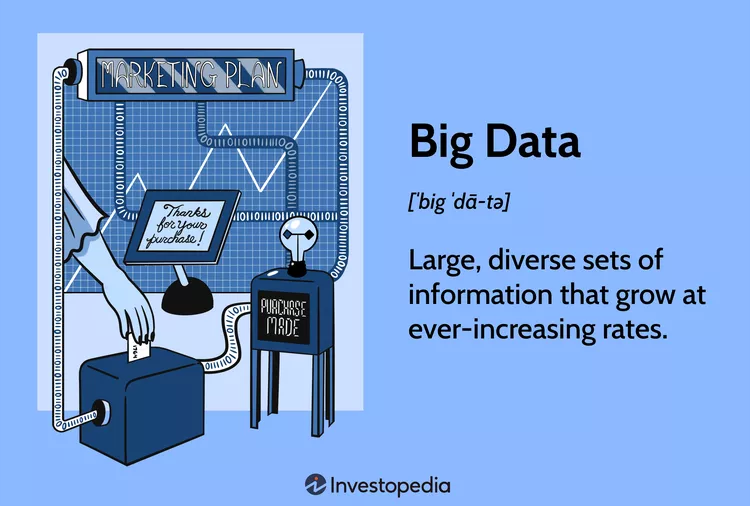 MARKETING PLAN
Thanks
for your
purchase!
PURCHASE
MADE
Big Data
[ˈbig ˈdā-tə]
Large, diverse sets of
information that grow at
ever-increasing rates.
Investopedia